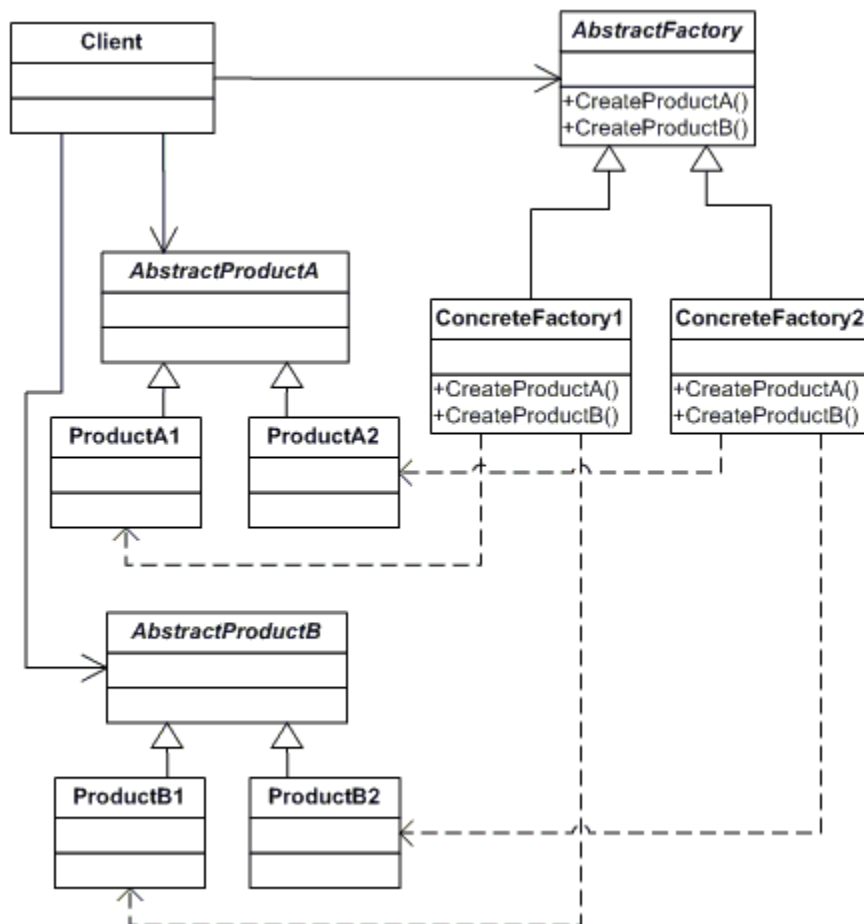 Client
AbstractFactory
+CreateProductA()
+CreateProductB()
AbstractProductA
ConcreteFactory1
+CreateProductA()
+CreateProductB()
ConcreteFactory2
+CreateProductA()
+CreateProductB()
ProductA1
ProductA2
AbstractProductB
ProductB1
ProductB2